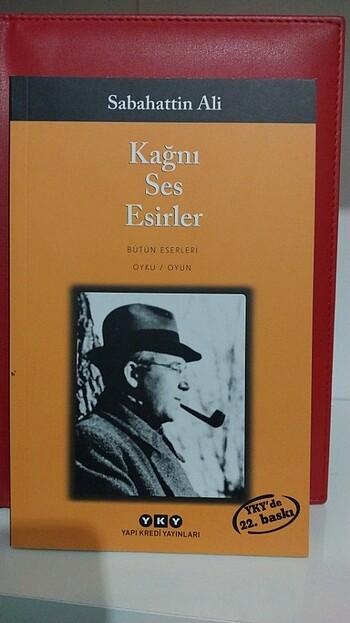 Sabahattin Ali
Kağnı
Ses
Esirler
BÜTÜN ESERLERİ
ÖYKÜ / OYUN
YKY'de
22. baskı
YKY
YAPI KREDİ YAYINLARI